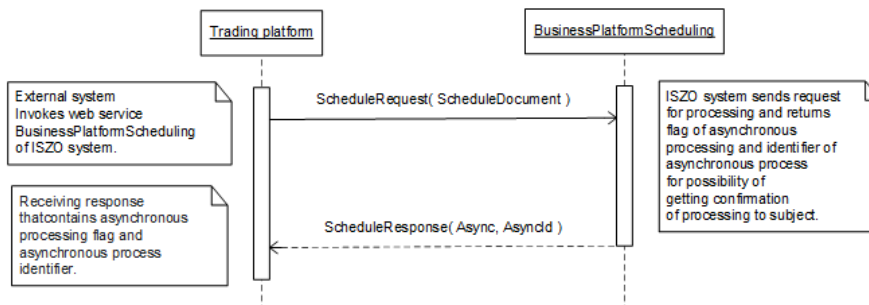 Trading platform
BusinessPlatformScheduling
External system
Invokes web service
BusinessPlatformScheduling
of ISZO system.
ScheduleRequest( ScheduleDocument )
ISZO system sends request
for processing and returns
flag of asynchronous
processing and identifier of
asynchronous process
for possibility of
getting confirmation
of processing to subject.
Receiving response
thatcontains asynchronous
processing flag and
asynchronous process
identifier.
ScheduleResponse( Async, AsyncId )